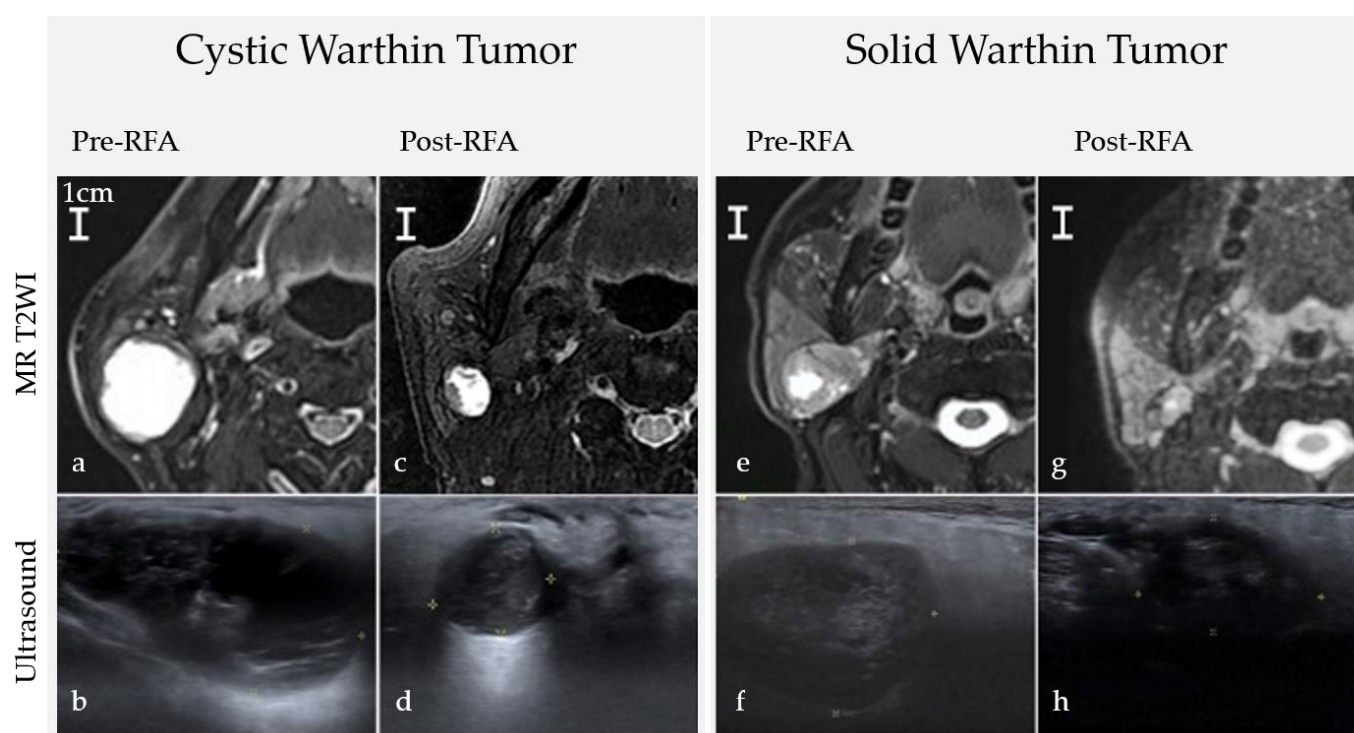 Cystic Warthin Tumor
Solid Warthin Tumor
Pre-RFA
Post-RFA
Pre-RFA
Post-RFA
MR T2WI
1cm
a
c
e
g
Ultrasound
b
d
f
h